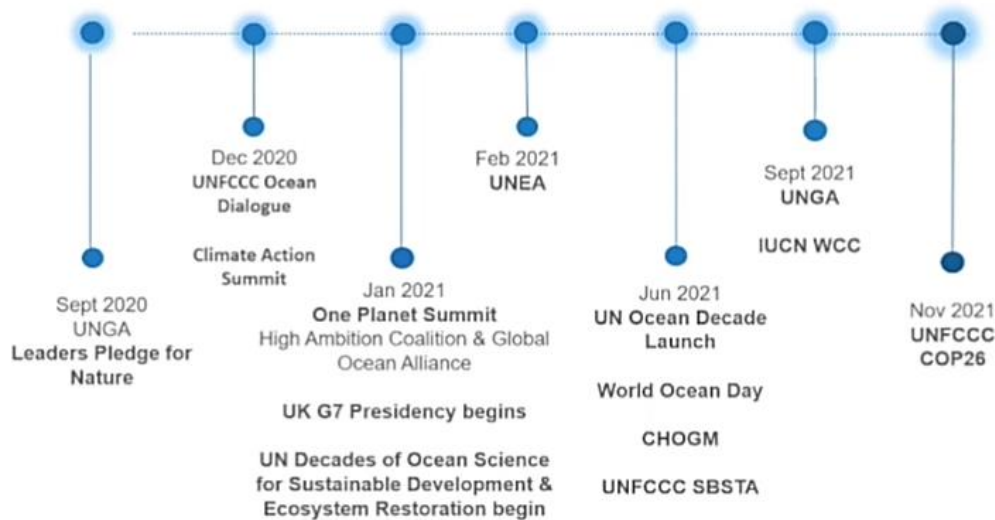 Sept 2020
UNGA
Leaders Pledge for
Nature
Dec 2020
UNFCCC Ocean
Dialogue
Climate Action
Summit
Jan 2021
One Planet Summit
High Ambition Coalition & Global
Ocean Alliance
UK G7 Presidency begins
UN Decades of Ocean Science
for Sustainable Development &
Ecosystem Restoration begin
Feb 2021
UNEA
Jun 2021
UN Ocean Decade
Launch
World Ocean Day
CHOGM
UNFCCC SBSTA
Sept 2021
UNGA
IUCN WCC
Nov 2021
UNFCCC
COP26